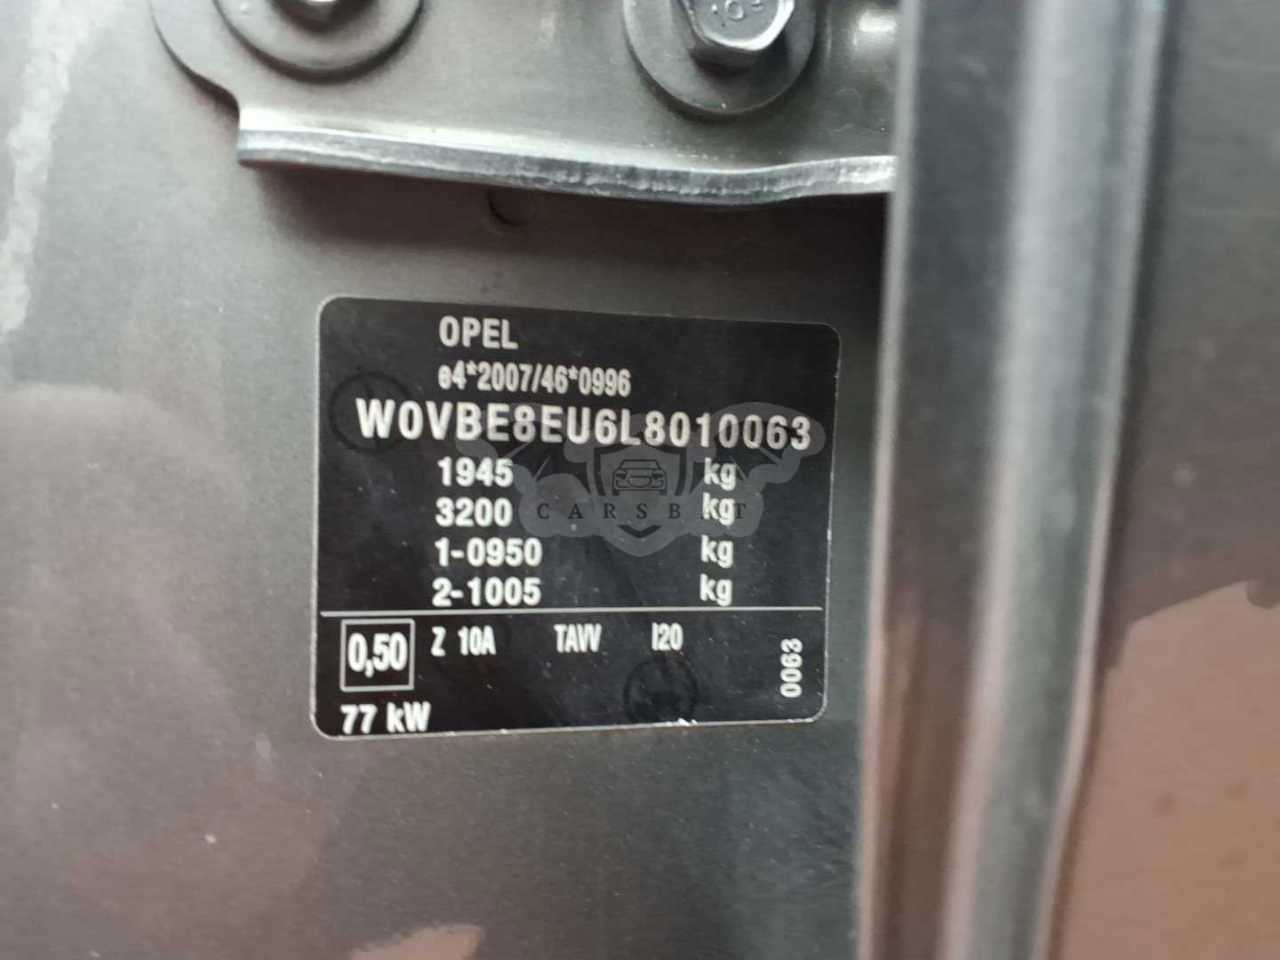 OPEL
e4*2007/46*0996
W0VBE8EU6L8010063
1945 kg
3200 kg
1-0950 kg
2-1005 kg
0,50 Z 10A TAVV I20 0063
77 kW